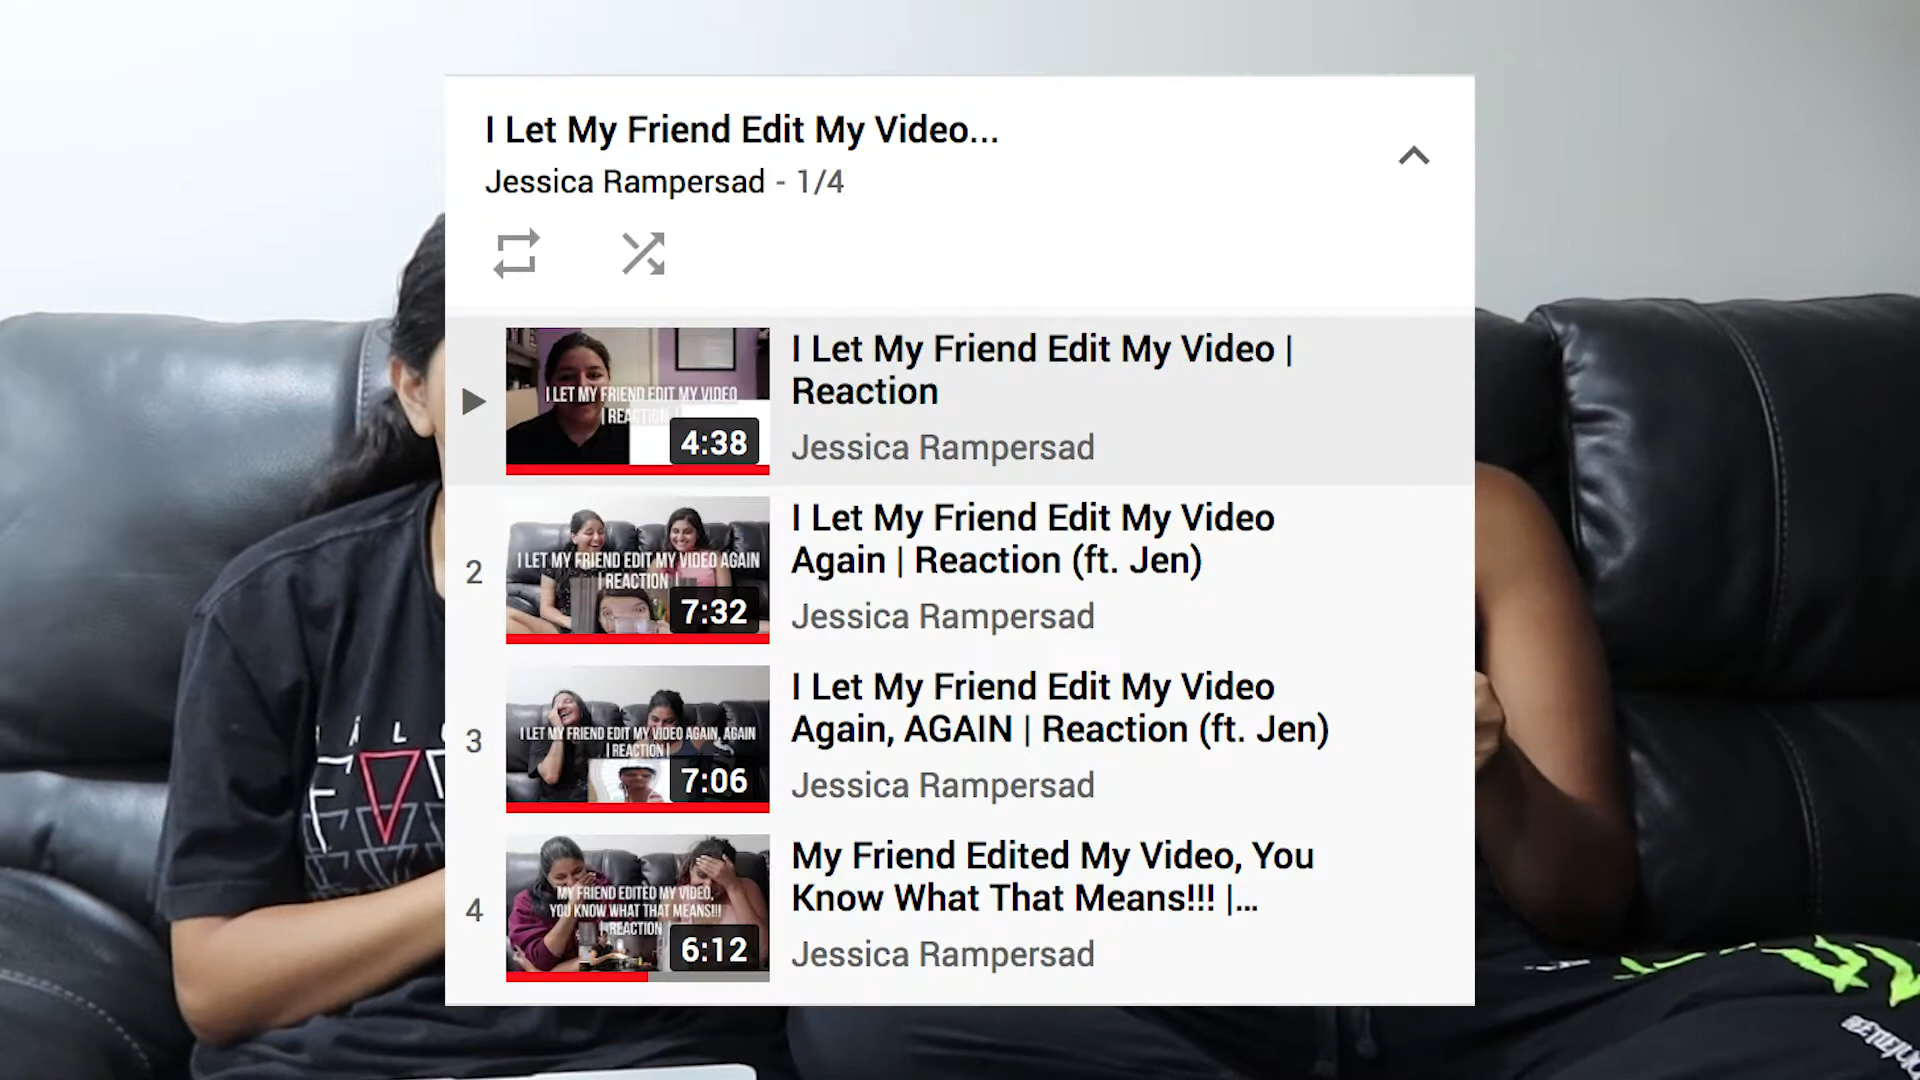 I Let My Friend Edit My Video...
Jessica Rampersad - 1/4
I LET MY FRIEND EDIT MY VIDEO
| REACTION |
4:38
I Let My Friend Edit My Video |
Reaction
Jessica Rampersad
2
I LET MY FRIEND EDIT MY VIDEO AGAIN
| REACTION |
7:32
I Let My Friend Edit My Video
Again | Reaction (ft. Jen)
Jessica Rampersad
3
I LET MY FRIEND EDIT MY VIDEO AGAIN, AGAIN
| REACTION |
7:06
I Let My Friend Edit My Video
Again, AGAIN | Reaction (ft. Jen)
Jessica Rampersad
4
MY FRIEND EDITED MY VIDEO,
YOU KNOW WHAT THAT MEANS!!!
| REACTION
6:12
My Friend Edited My Video, You
Know What That Means!!! |...
Jessica Rampersad